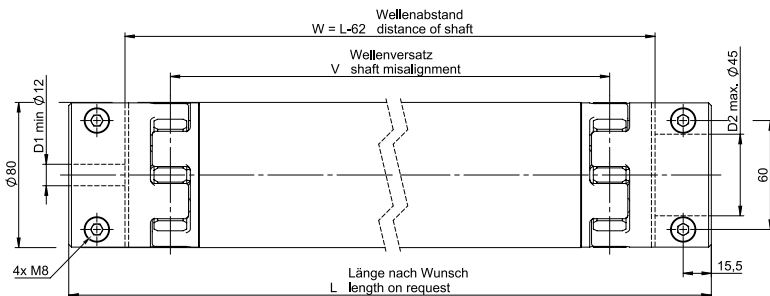 Wellenabstand
W = L-62 distance of shaft
Wellenversatz
V shaft misalignment
D1 min Ø12
Ø80
D2 max. Ø45
60
4x M8
15,5
Länge nach Wunsch
L length on request